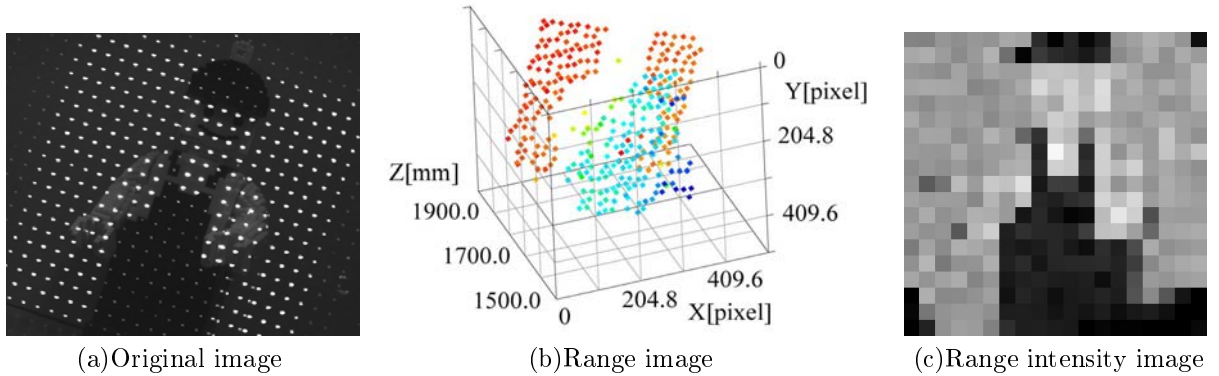 0
Y[pixel]
204.8
Z[mm]
1900.0
409.6
1700.0
409.6
1500.0
204.8
X[pixel]
0
(a)Original image
(b)Range image
(c)Range intensity image